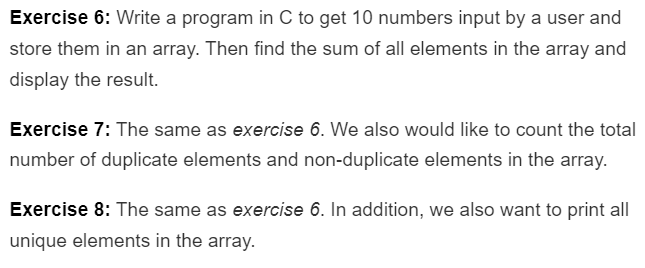 Exercise 6: Write a program in C to get 10 numbers input by a user and
store them in an array. Then find the sum of all elements in the array and
display the result.
Exercise 7: The same as exercise 6. We also would like to count the total
number of duplicate elements and non-duplicate elements in the array.
Exercise 8: The same as exercise 6. In addition, we also want to print all
unique elements in the array.